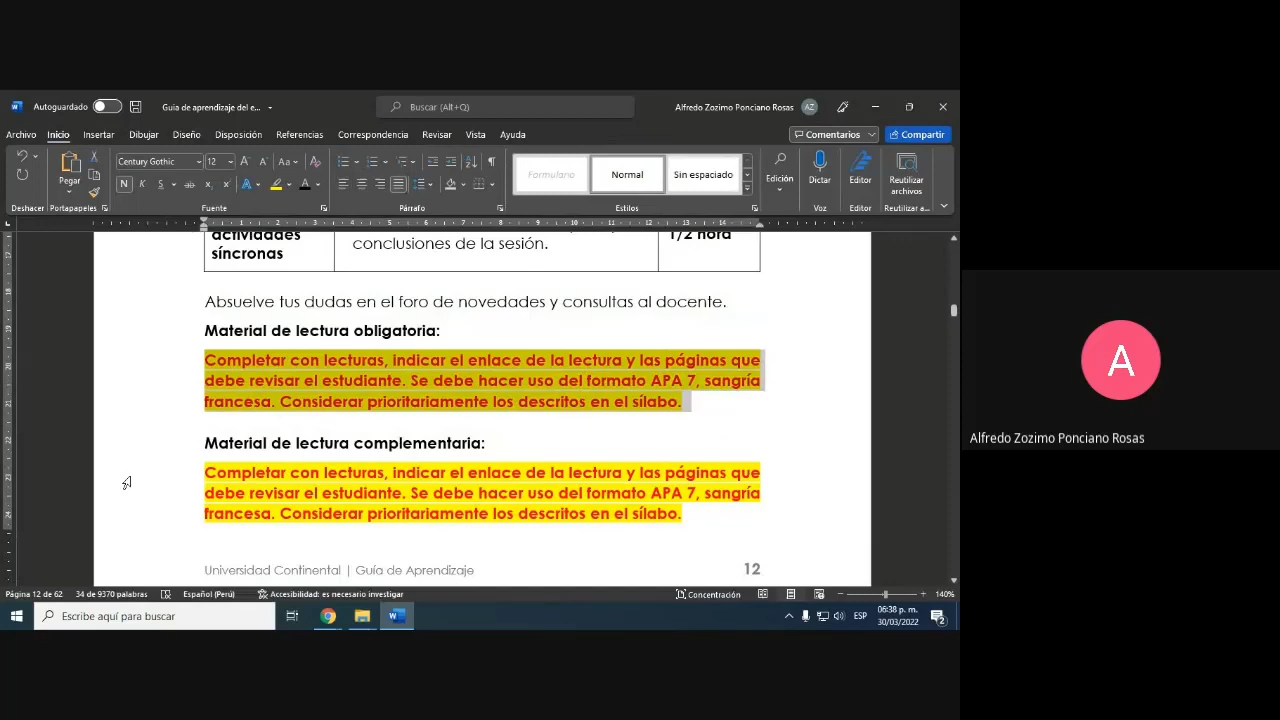 Autoguardado
Guia de aprendizaje del e...
Buscar (Alt+Q)
Alfredo Zozimo Ponciano Rosas
AZ
Archivo Inicio Insertar Dibujar Diseño Disposición Referencias Correspondencia Revisar Vista Ayuda
Comentarios
Compartir
Century Gothic
12
Pegar
Formulario
Normal
Sin espaciado
Edición
Dictar
Editor
Reutilizar
archivos
Deshacer
Portapapeles
Fuente
Párrafo
Estilos
Voz
Editor
Reutilizar a...
actividades
síncronas
conclusiones de la sesión.
1/2 hora
Absuelve tus dudas en el foro de novedades y consultas al docente.
Material de lectura obligatoria:
Completar con lecturas, indicar el enlace de la lectura y las páginas que
debe revisar el estudiante. Se debe hacer uso del formato APA 7, sangría
francesa. Considerar prioritariamente los descritos en el sílabo.
Material de lectura complementaria:
Completar con lecturas, indicar el enlace de la lectura y las páginas que
debe revisar el estudiante. Se debe hacer uso del formato APA 7, sangría
francesa. Considerar prioritariamente los descritos en el sílabo.
Universidad Continental | Guía de Aprendizaje
12
Página 12 de 62
34 de 9370 palabras
Español (Perú)
Accesibilidad: es necesario investigar
Concentración
140%
Escribe aquí para buscar
ESP
06:38 p. m.
30/03/2022
2
A
Alfredo Zozimo Ponciano Rosas